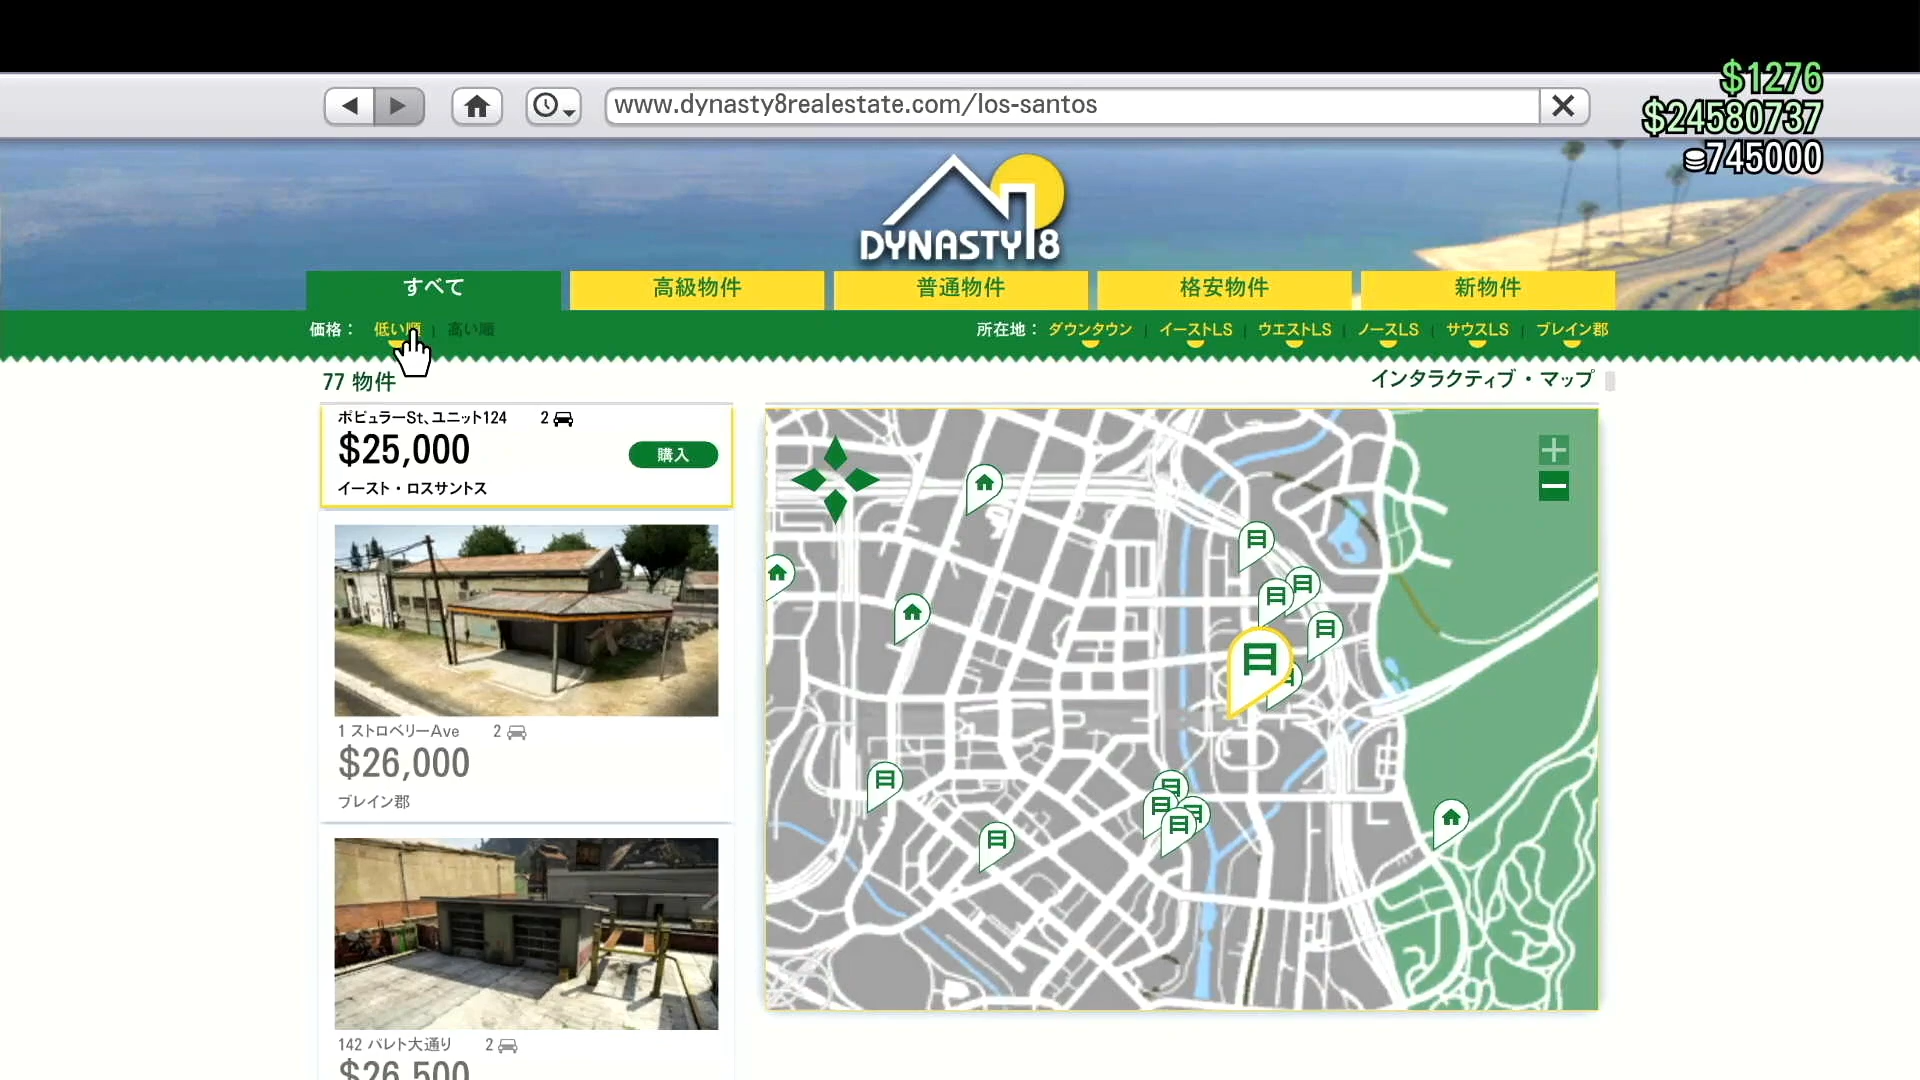 $1276
www.dynasty8realestate.com/los-santos
$24580737
745000
DYNASTY8
すべて 高級物件 普通物件 格安物件 新物件
価格： 低い順 | 高い順 所在地： ダウンタウン | イーストLS | ウエストLS | ノースLS | サウスLS | ブレイン郡
77 物件
インタラクティブ・マップ
ポピュラーSt、ユニット124 2
$25,000
購入
イースト・ロスサントス
1 ストロベリーAve 2
$26,000
ブレイン郡
142 パレト大通り 2
$26,500